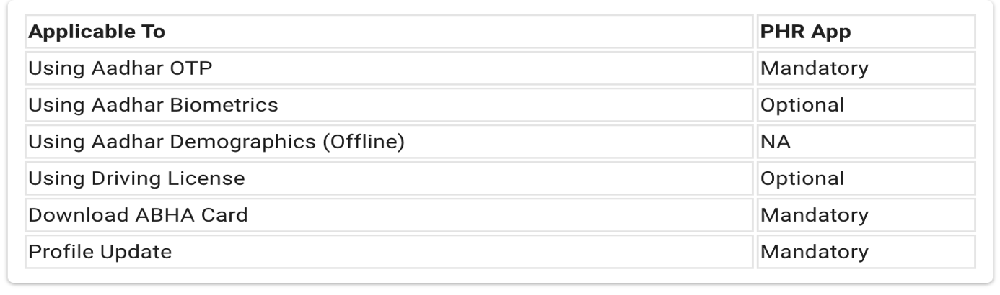 Applicable To PHR App
Using Aadhar OTP Mandatory
Using Aadhar Biometrics Optional
Using Aadhar Demographics (Offline) NA
Using Driving License Optional
Download ABHA Card Mandatory
Profile Update Mandatory